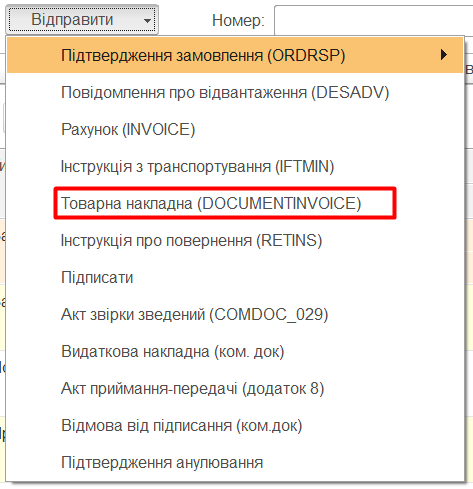 Відправити Номер:
Підтвердження замовлення (ORDRSP)
Повідомлення про відвантаження (DESADV)
Рахунок (INVOICE)
Інструкція з транспортування (IFTMIN)
Товарна накладна (DOCUMENTINVOICE)
Інструкція про повернення (RETINS)
Підписати
Акт звірки зведений (COMDOC_029)
Видаткова накладна (ком. док)
Акт приймання-передачі (додаток 8)
Відмова від підписання (ком.док)
Підтвердження анулювання